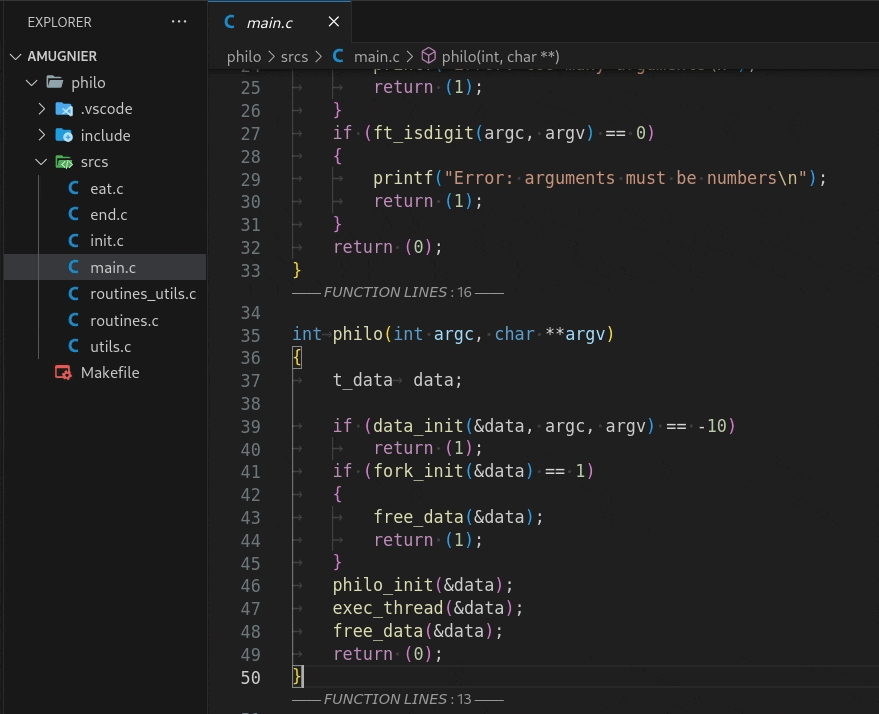 EXPLORER ···
C main.c ×
AMUGNIER
philo
.vscode
include
srcs
eat.c
end.c
init.c
main.c
routines_utils.c
routines.c
utils.c
Makefile
philo > srcs > C main.c > philo(int, char **)
25 return (1);
26 }
27 if (ft_isdigit(argc, argv) == 0)
28 {
29 printf("Error: arguments must be numbers\n");
30 return (1);
31 }
32 return (0);
33 }
FUNCTION LINES : 16
34
35 int philo(int argc, char **argv)
36 {
37 t_data data;
38
39 if (data_init(&data, argc, argv) == -10)
40 return (1);
41 if (fork_init(&data) == 1)
42 {
43 free_data(&data);
44 return (1);
45 }
46 philo_init(&data);
47 exec_thread(&data);
48 free_data(&data);
49 return (0);
50 }
FUNCTION LINES : 13